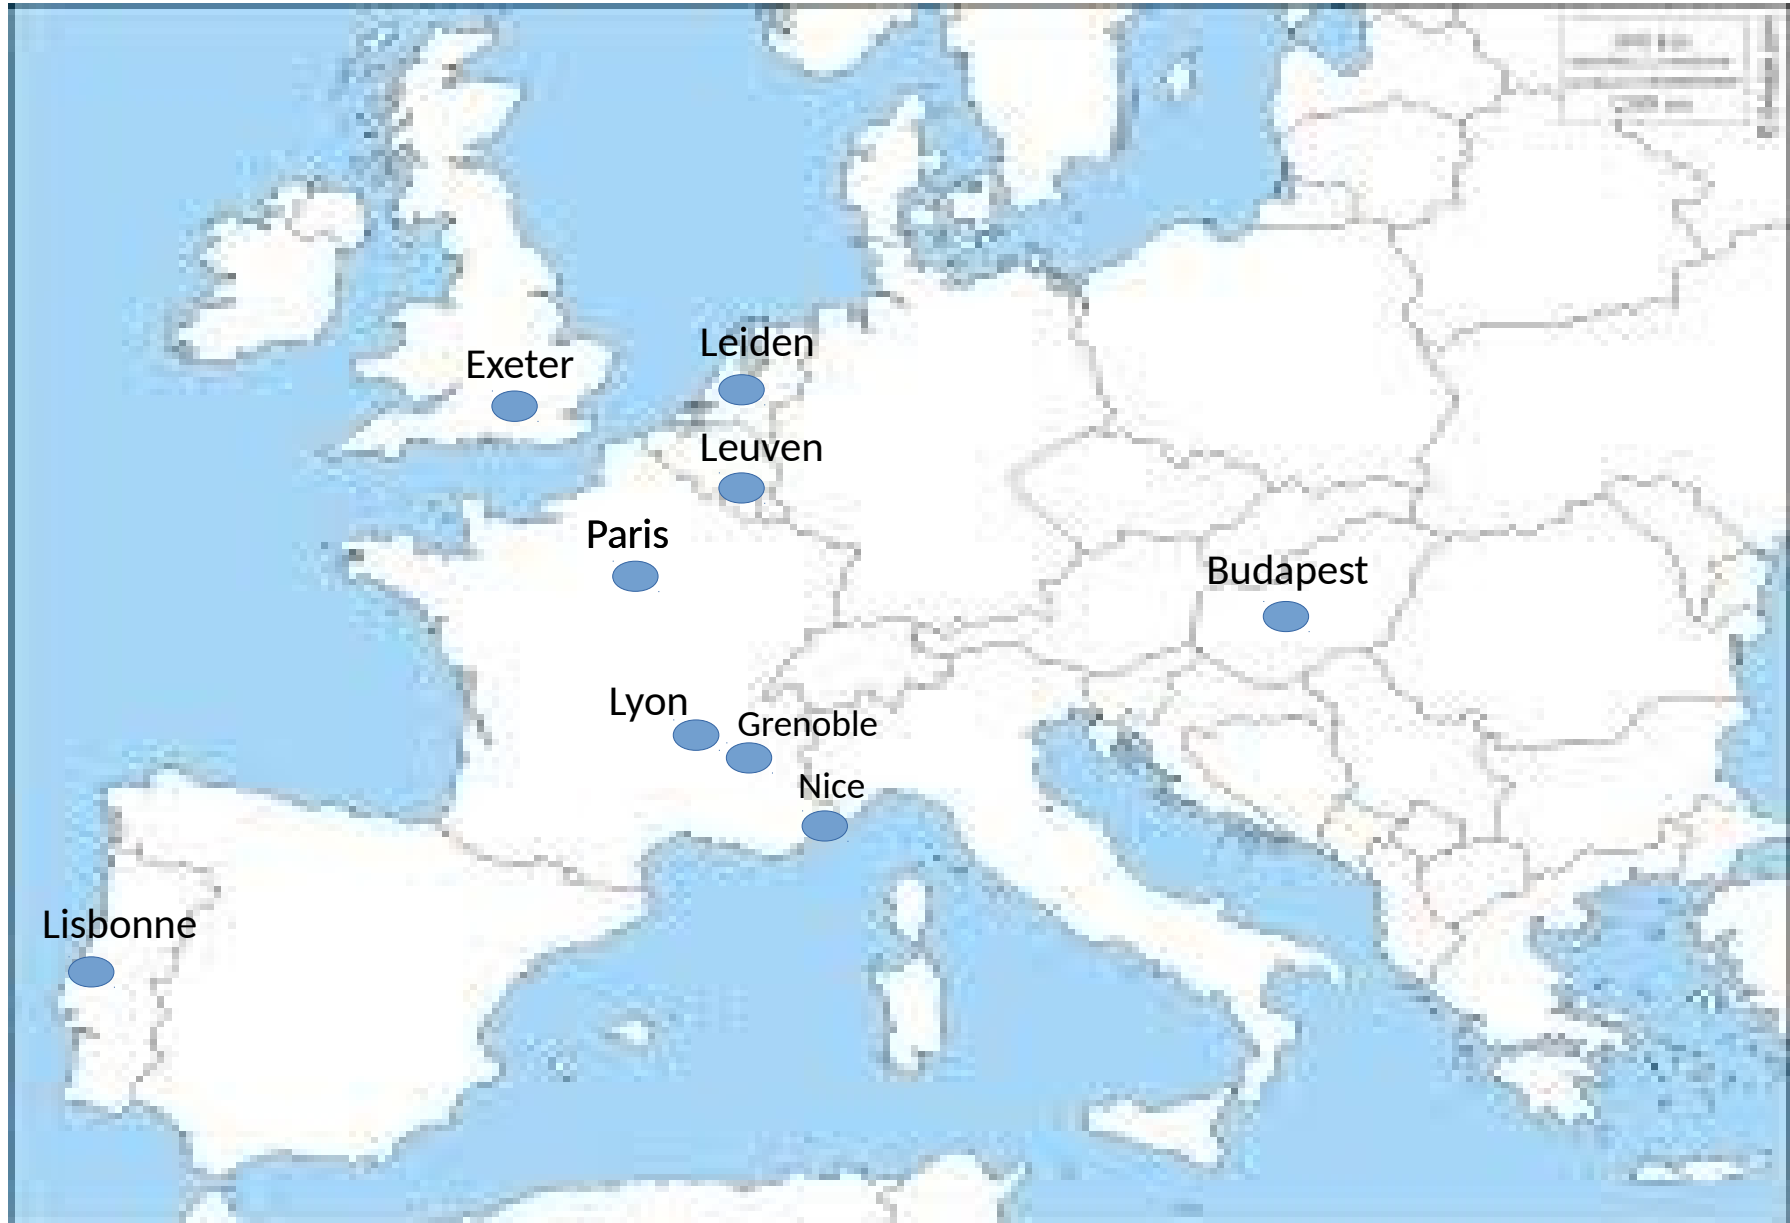 Leiden
Exeter
Leuven
Paris
Budapest
Lyon
Grenoble
Nice
Lisbonne